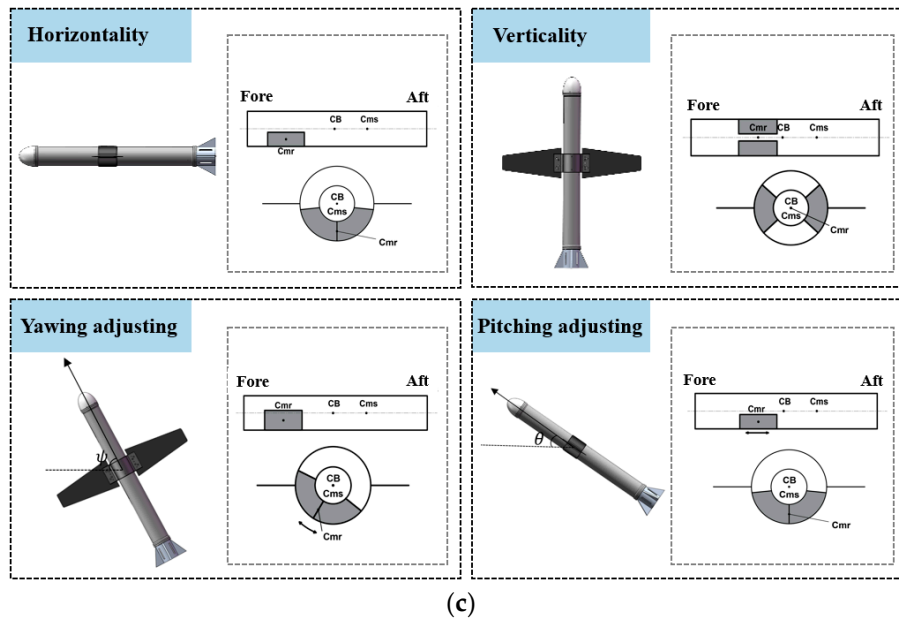 Horizontality
Fore Aft
CB Cms
Cmr
CB
Cms
Cmr
Verticality
Fore Aft
Cmr CB Cms
CB
Cms
Cmr
Yawing adjusting
ψ
Fore Aft
Cmr CB Cms
CB
Cms
Cmr
Pitching adjusting
θ
Fore Aft
Cmr CB Cms
CB
Cms
Cmr
(c)